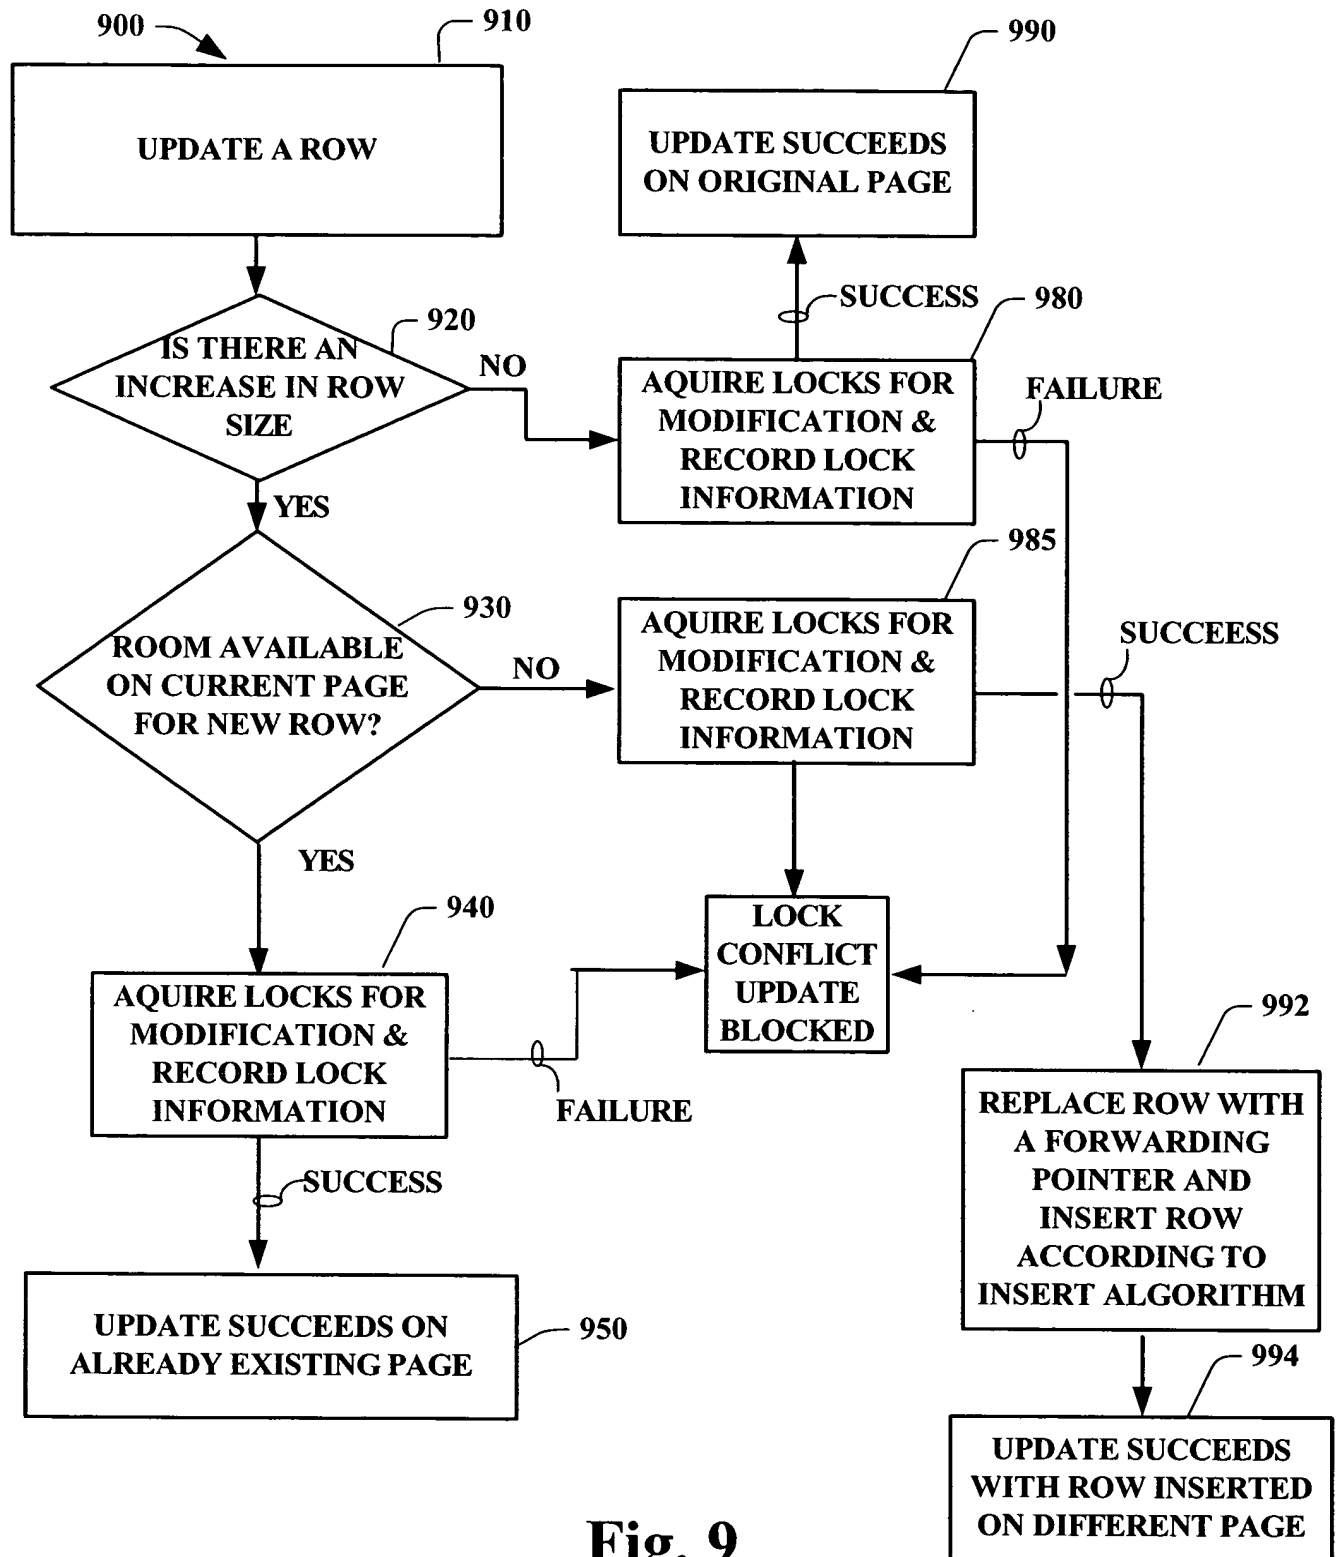 900
910
UPDATE A ROW
990
UPDATE SUCCEEDS
ON ORIGINAL PAGE
SUCCESS
920
IS THERE AN
INCREASE IN ROW
SIZE
NO
980
AQUIRE LOCKS FOR
MODIFICATION &
RECORD LOCK
INFORMATION
FAILURE
YES
930
ROOM AVAILABLE
ON CURRENT PAGE
FOR NEW ROW?
NO
985
AQUIRE LOCKS FOR
MODIFICATION &
RECORD LOCK
INFORMATION
SUCCEESS
YES
940
AQUIRE LOCKS FOR
MODIFICATION &
RECORD LOCK
INFORMATION
FAILURE
LOCK
CONFLICT
UPDATE
BLOCKED
SUCCESS
950
UPDATE SUCCEEDS ON
ALREADY EXISTING PAGE
992
REPLACE ROW WITH
A FORWARDING
POINTER AND
INSERT ROW
ACCORDING TO
INSERT ALGORITHM
994
UPDATE SUCCEEDS
WITH ROW INSERTED
ON DIFFERENT PAGE
Fig. 9